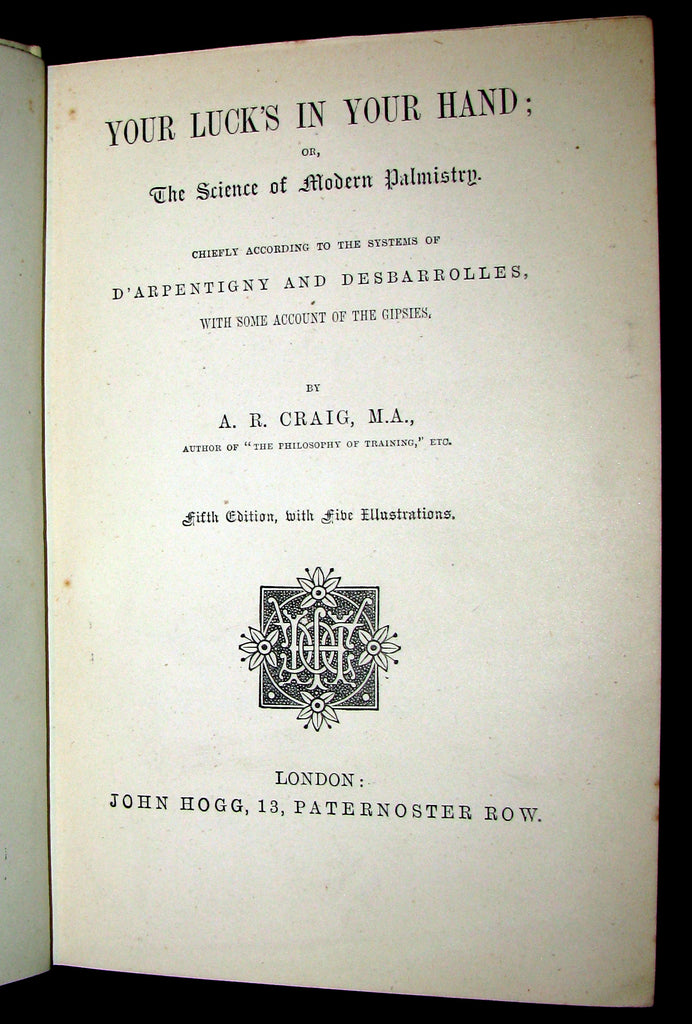 YOUR LUCK'S IN YOUR HAND;
OR,
The Science of Modern Palmistry.
CHIEFLY ACCORDING TO THE SYSTEMS OF
D'ARPENTIGNY AND DESBARROLLES,
WITH SOME ACCOUNT OF THE GIPSIES.
BY
A. R. CRAIG, M.A.,
AUTHOR OF "THE PHILOSOPHY OF TRAINING," ETC.
Fifth Edition, with Five Illustrations.
LONDON:
JOHN HOGG, 13, PATERNOSTER ROW.